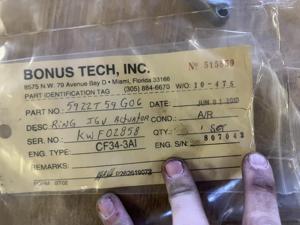 Nº 515859
BONUS TECH, INC.
8575 N.W. 79 Avenue Bay D • Miami, Florida 33166
PART IDENTIFICATION TAG (305) 884-6670 W/O: 10-475
PART NO. 5922T59G06 DATE: JUN 01 2010
DESC RING IGV ACTUATOR COND.: A/R
SER. NO.: KWF02858 QTY.: 1 SET
ENG. TYPE: CF34-3A1 ENG. S/N: 807043
REMARKS: